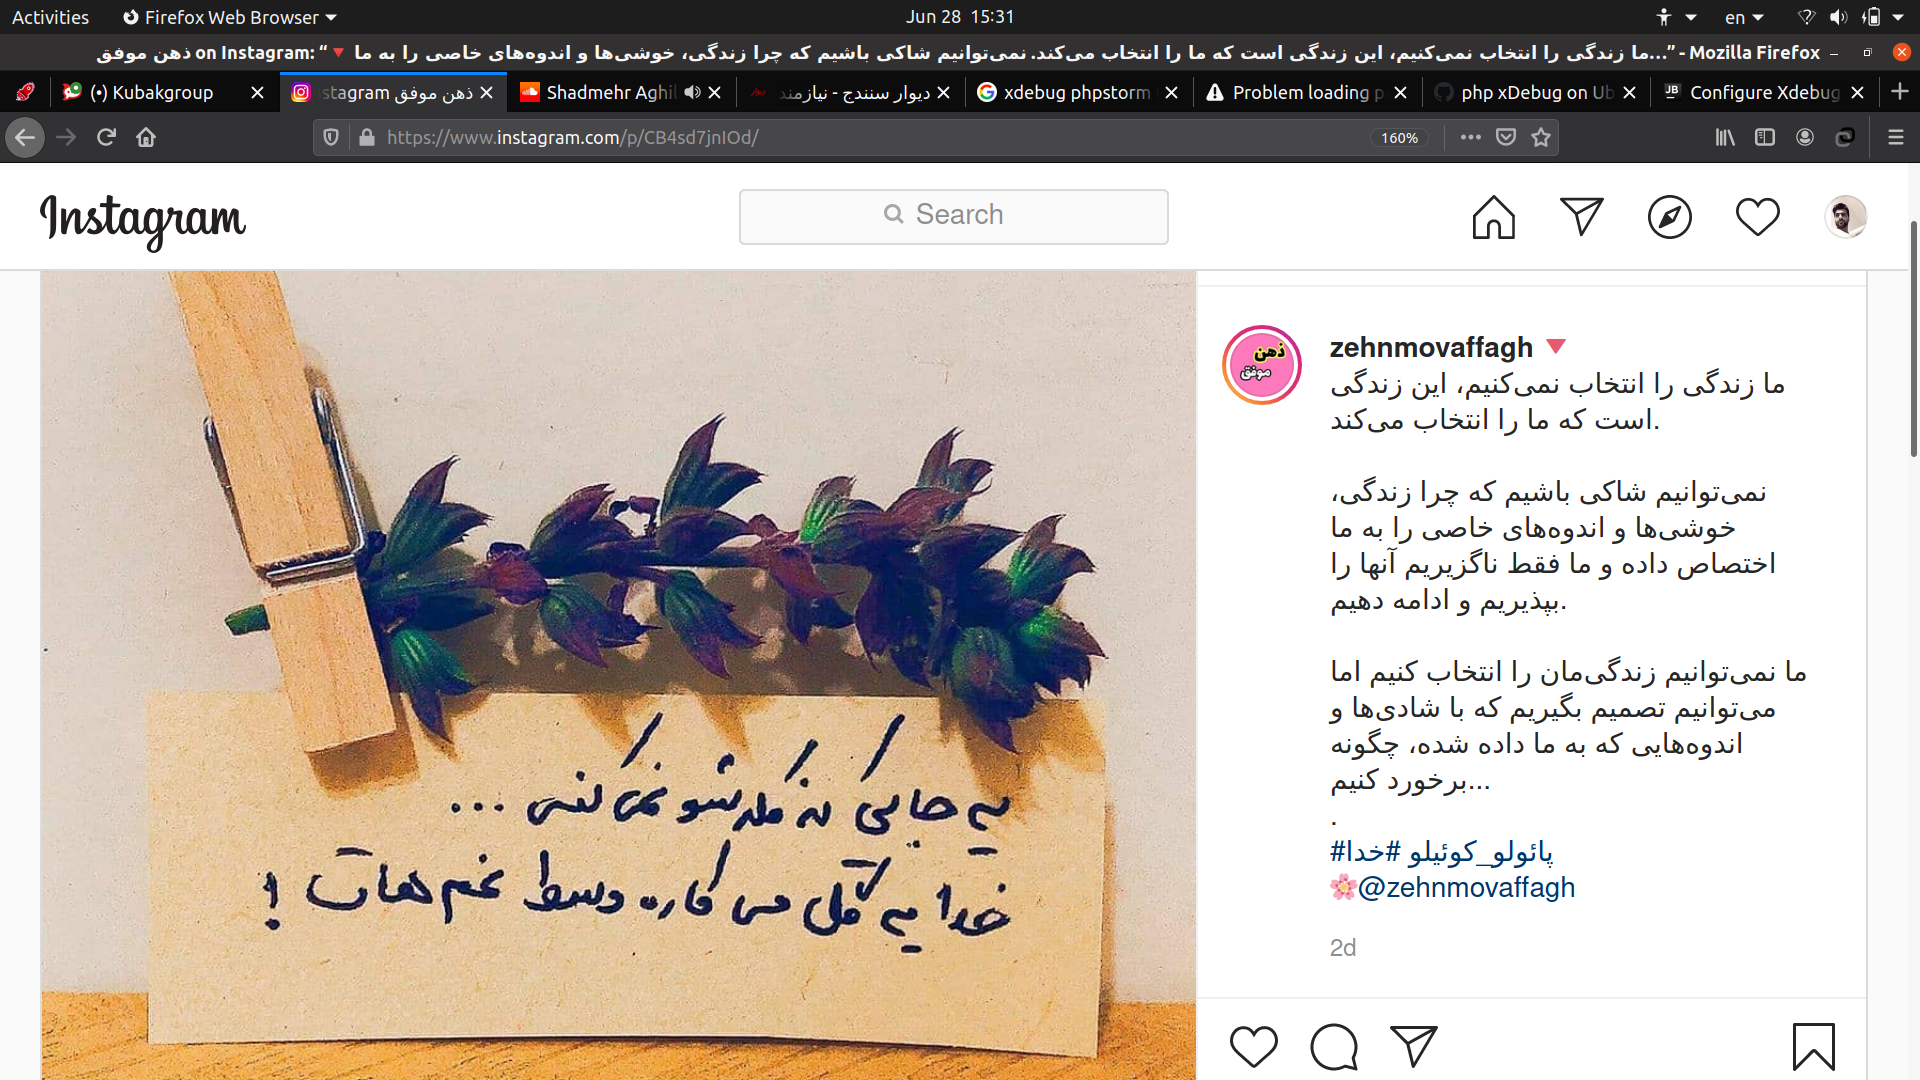 Activities
Firefox Web Browser
Jun 28 15:31
en
ذهن موفق on Instagram: “🔻ما زندگی را انتخاب نمی‌کنیم، این زندگی است که ما را انتخاب می‌کند. نمی‌توانیم شاکی باشیم که چرا زندگی، خوشی‌ها و اندوه‌های خاصی را به ما...” - Mozilla Firefox
(•) Kubakgroup
stagram ذهن موفق
Shadmehr Aghil
دیوار سنندج - نیازمند
xdebug phpstorm
Problem loading p
php xDebug on Ub
Configure Xdebug
https://www.instagram.com/p/CB4sd7jnIOd/
160%
Instagram
Search
ذهن
موفق
zehnmovaffagh 🔻
ما زندگی را انتخاب نمی‌کنیم، این زندگی
است که ما را انتخاب می‌کند.
نمی‌توانیم شاکی باشیم که چرا زندگی،
خوشی‌ها و اندوه‌های خاصی را به ما
اختصاص داده و ما فقط ناگزیریم آنها را
بپذیریم و ادامه دهیم.
ما نمی‌توانیم زندگی‌مان را انتخاب کنیم اما
می‌توانیم تصمیم بگیریم که با شادی‌ها و
اندوه‌هایی که به ما داده شده، چگونه
برخورد کنیم...
.
#پائولو_کوئیلو #خدا
🌸@zehnmovaffagh
2d
یه جایی که فکرشو نمی کنی ...
خدا یه گل می کاره وسط غم هات !